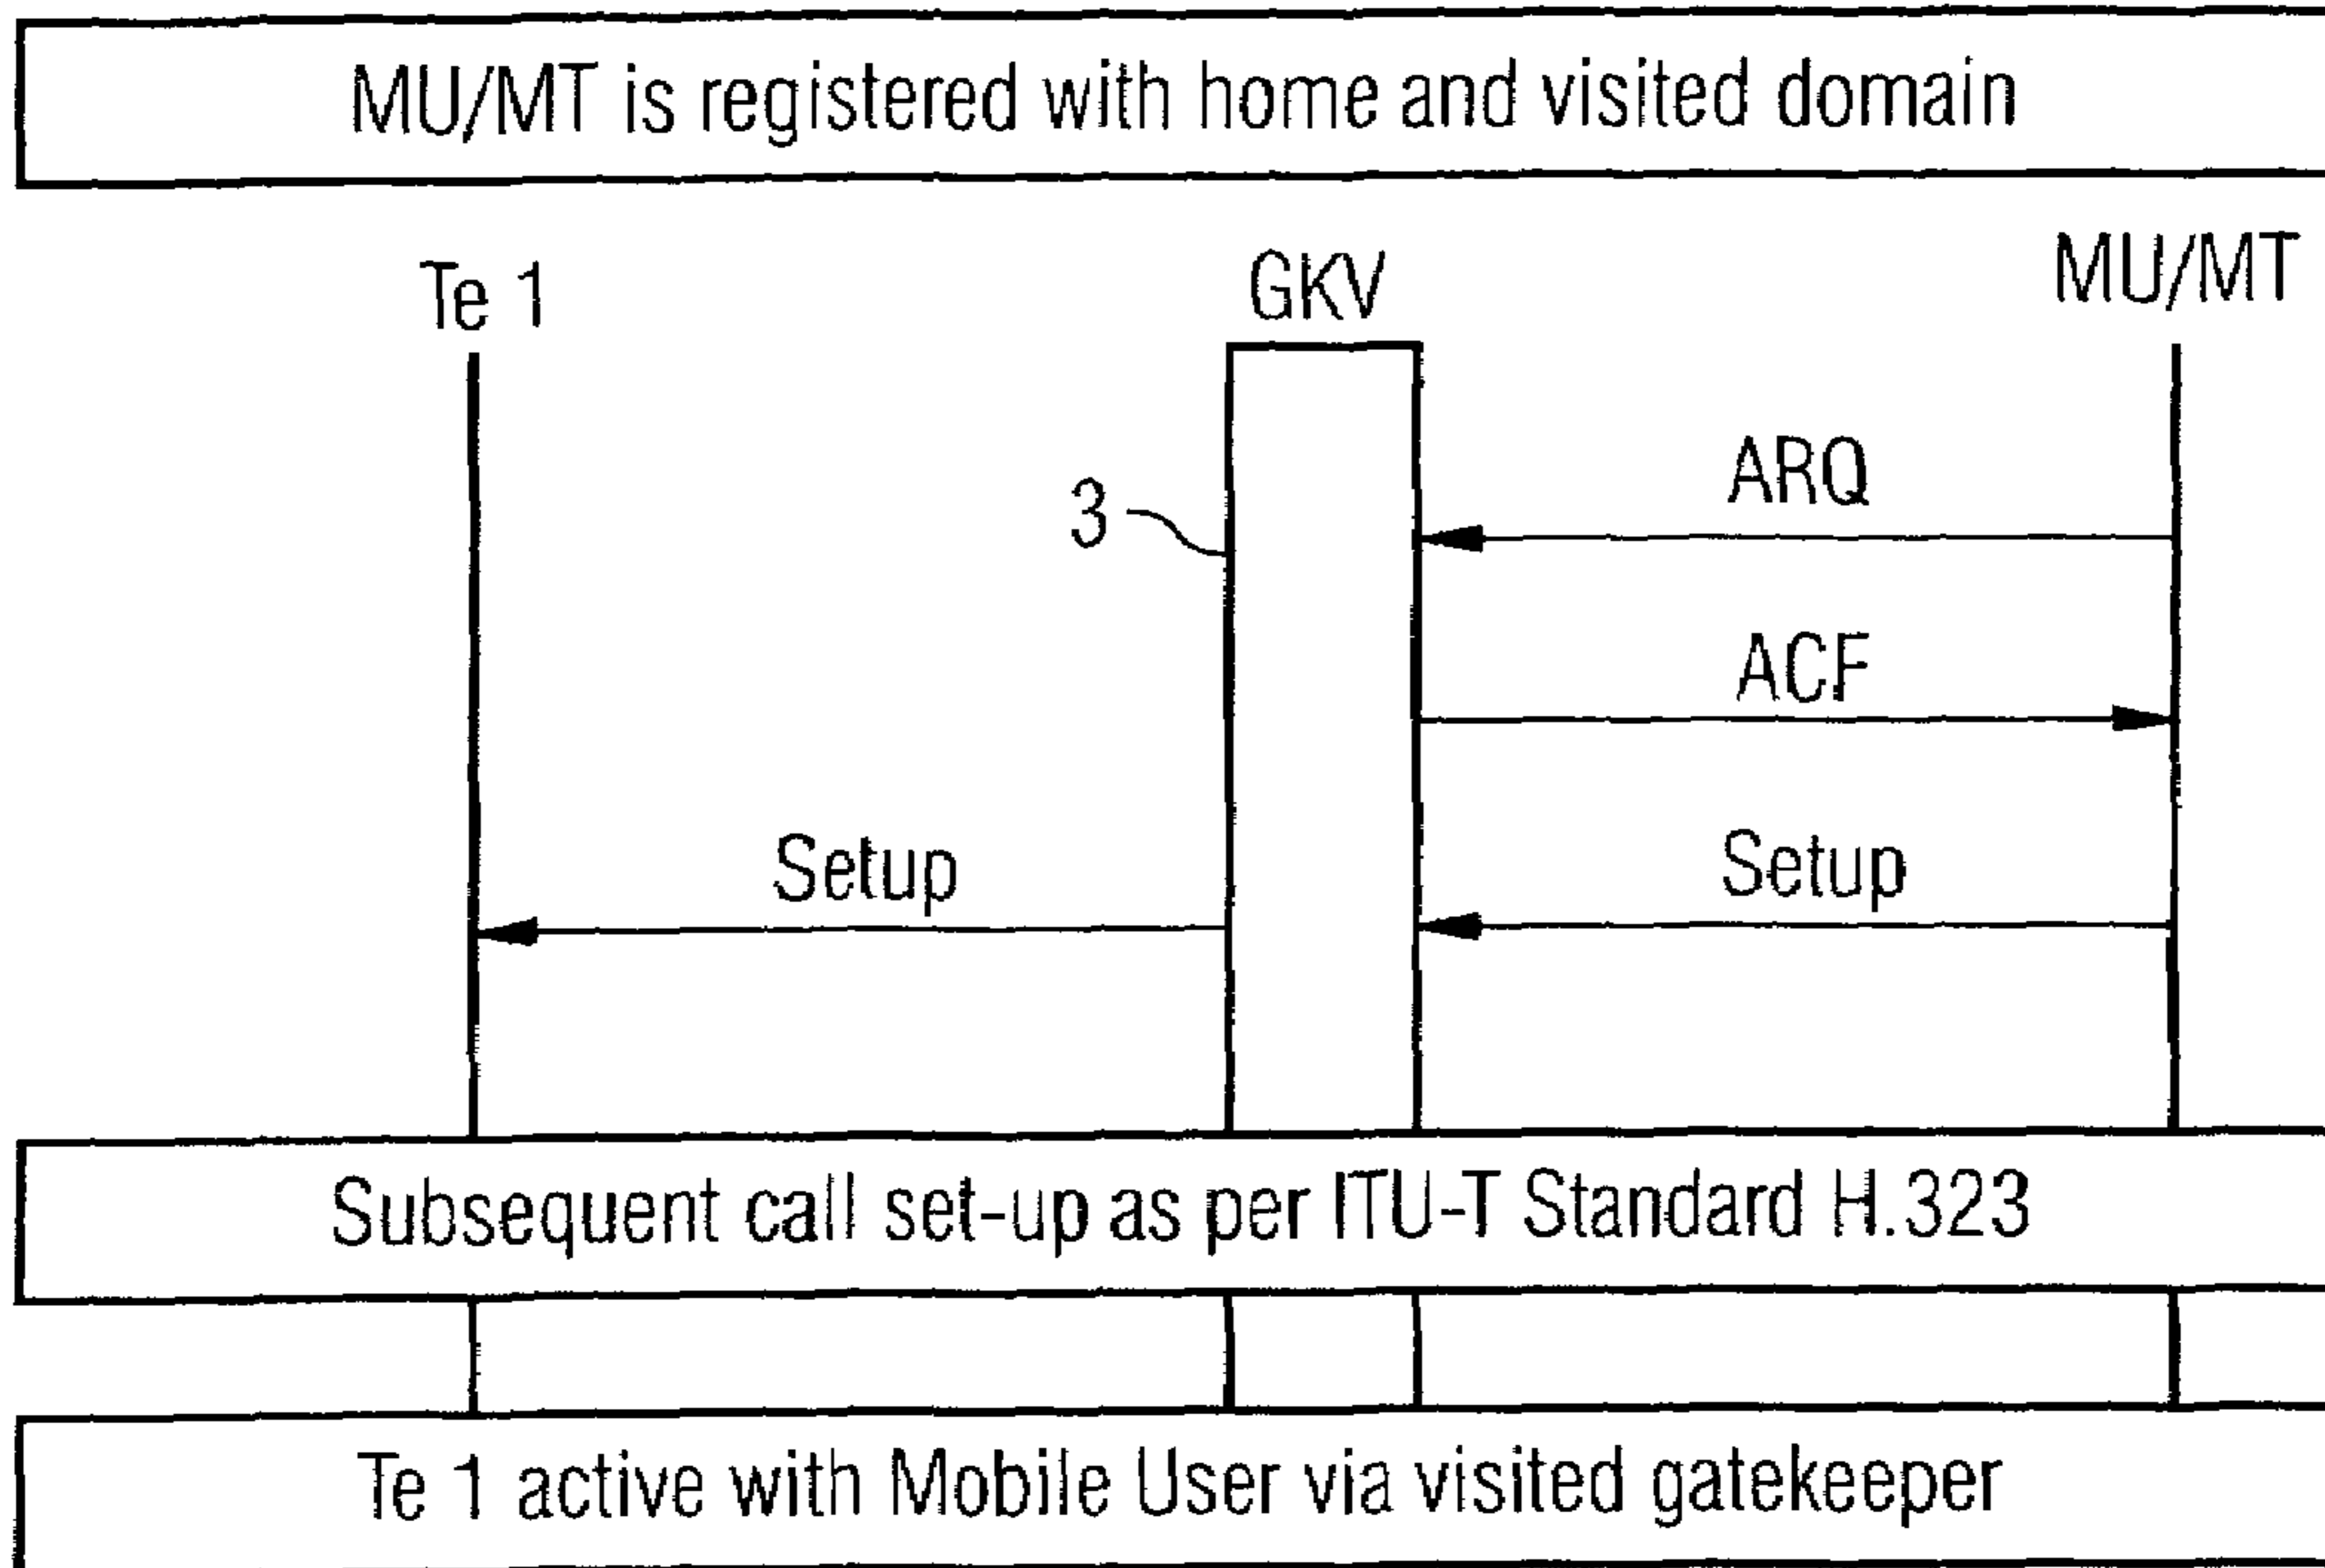 MU/MT is registered with home and visited domain
Te 1
GKV
MU/MT
3
ARQ
ACF
Setup
Setup
Subsequent call set-up as per ITU-T Standard H.323
Te 1 active with Mobile User via visited gatekeeper